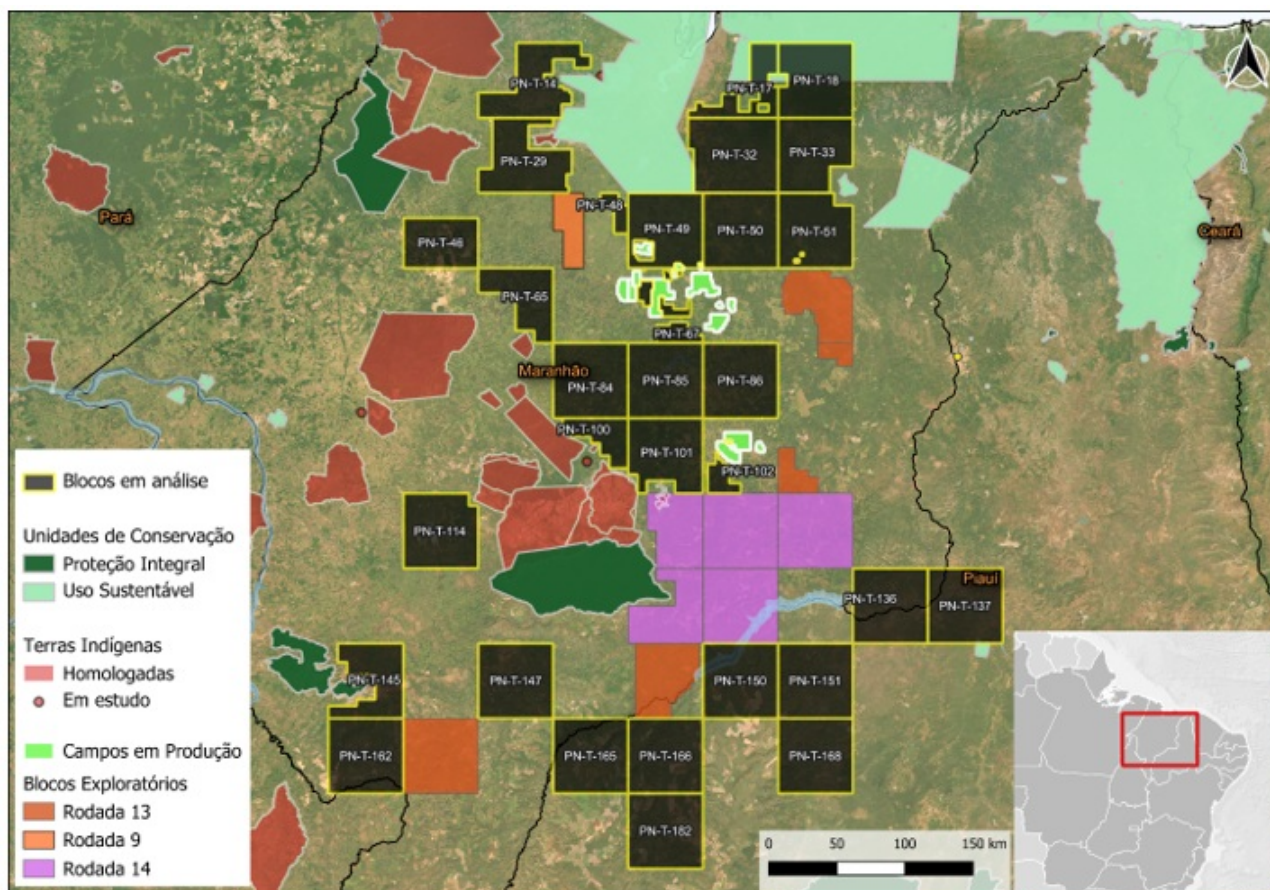 PN-T-14
PN-T-17
PN-T-18
PN-T-29
PN-T-32
PN-T-33
Pará
PN-T-48
PN-T-46
PN-T-49
PN-T-50
PN-T-51
Ceará
PN-T-65
PN-T-67
Maranhão
PN-T-84
PN-T-85
PN-T-86
PN-T-100
PN-T-101
PN-T-102
PN-T-114
Piauí
PN-T-136
PN-T-137
PN-T-145
PN-T-147
PN-T-150
PN-T-151
PN-T-162
PN-T-165
PN-T-166
PN-T-168
PN-T-182
Blocos em análise
Unidades de Conservação
Proteção Integral
Uso Sustentável
Terras Indígenas
Homologadas
Em estudo
Campos em Produção
Blocos Exploratórios
Rodada 13
Rodada 9
Rodada 14
0 50 100 150 km